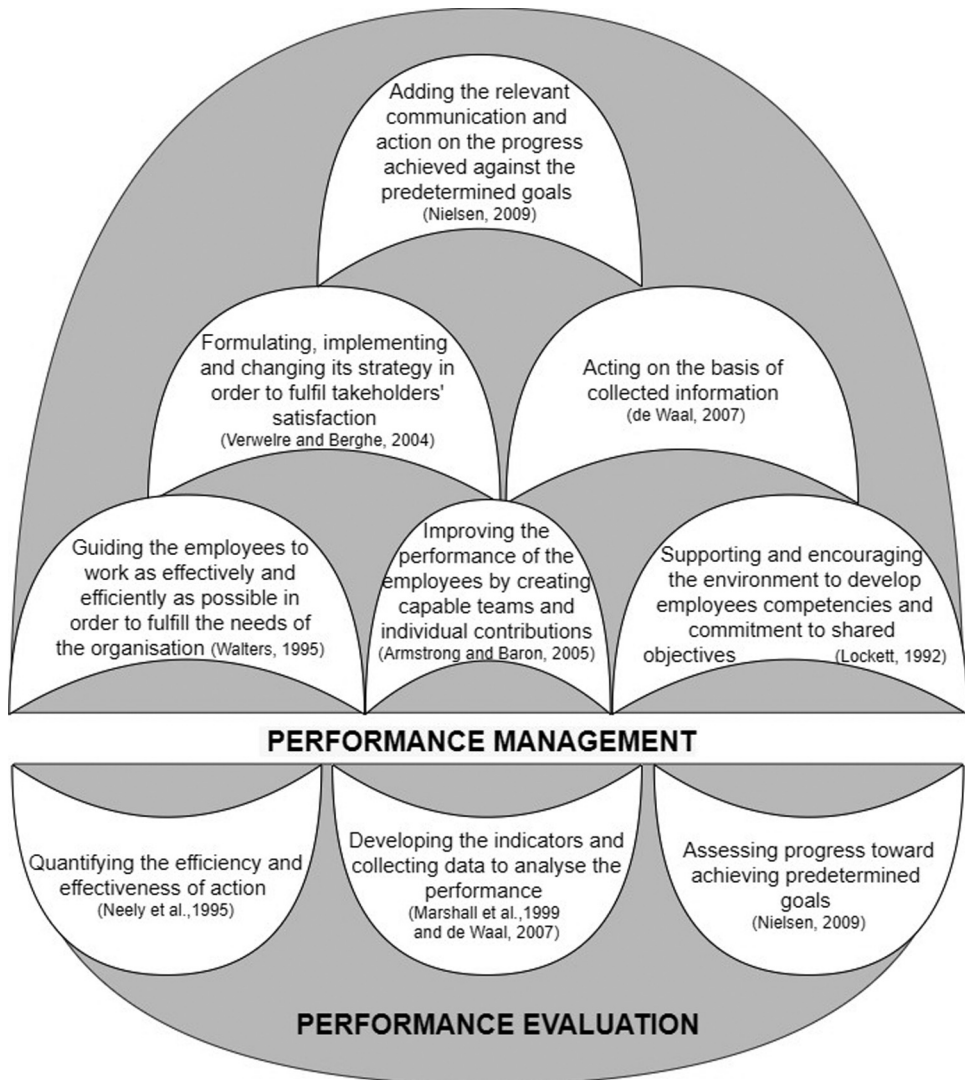 Adding the relevant
communication and
action on the progress
achieved against the
predetermined goals
(Nielsen, 2009)
Formulating, implementing
and changing its strategy in
order to fulfil takeholders'
satisfaction
(Verwelre and Berghe, 2004)
Acting on the basis of
collected information
(de Waal, 2007)
Guiding the employees to
work as effectively and
efficiently as possible in
order to fulfill the needs of
the organisation (Walters, 1995)
Improving the
performance of the
employees by creating
capable teams and
individual contributions
(Armstrong and Baron, 2005)
Supporting and encouraging
the environment to develop
employees competencies and
commitment to shared
objectives (Lockett, 1992)
PERFORMANCE MANAGEMENT
Quantifying the efficiency and
effectiveness of action
(Neely et al.,1995)
Developing the indicators and
collecting data to analyse the
performance
(Marshall et al.,1999
and de Waal, 2007)
Assessing progress toward
achieving predetermined
goals
(Nielsen, 2009)
PERFORMANCE EVALUATION